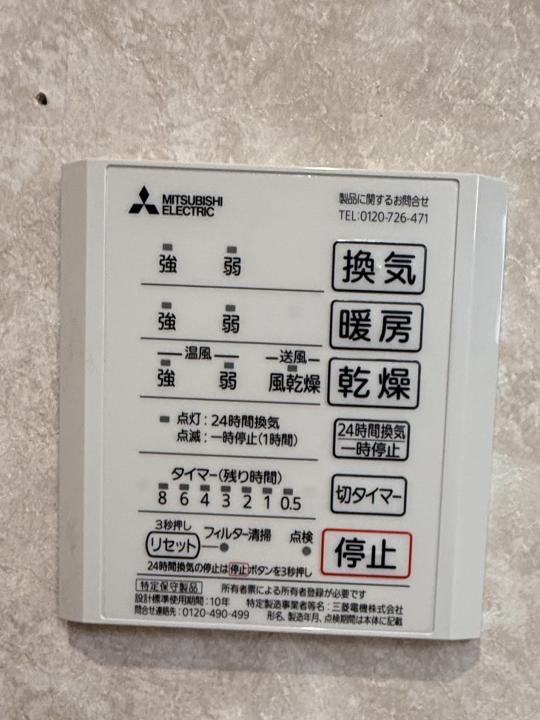 MITSUBISHI
ELECTRIC
製品に関するお問合せ
TEL:0120-726-471
強 弱 換気
強 弱 暖房
温風 送風
強 弱 風乾燥 乾燥
点灯:24時間換気
点滅:一時停止(1時間)
24時間換気
一時停止
タイマー(残り時間)
8 6 4 3 2 1 0.5
切タイマー
3秒押し
リセット フィルター清掃 点検
停止
24時間換気の停止は停止ボタンを3秒押し
特定保守製品 所有者票による所有者登録が必要です
設計標準使用期間:10年 特定製造事業者等名:三菱電機株式会社
問合せ連絡先:0120-490-499 形名、製造年月、点検期間は本体に記載